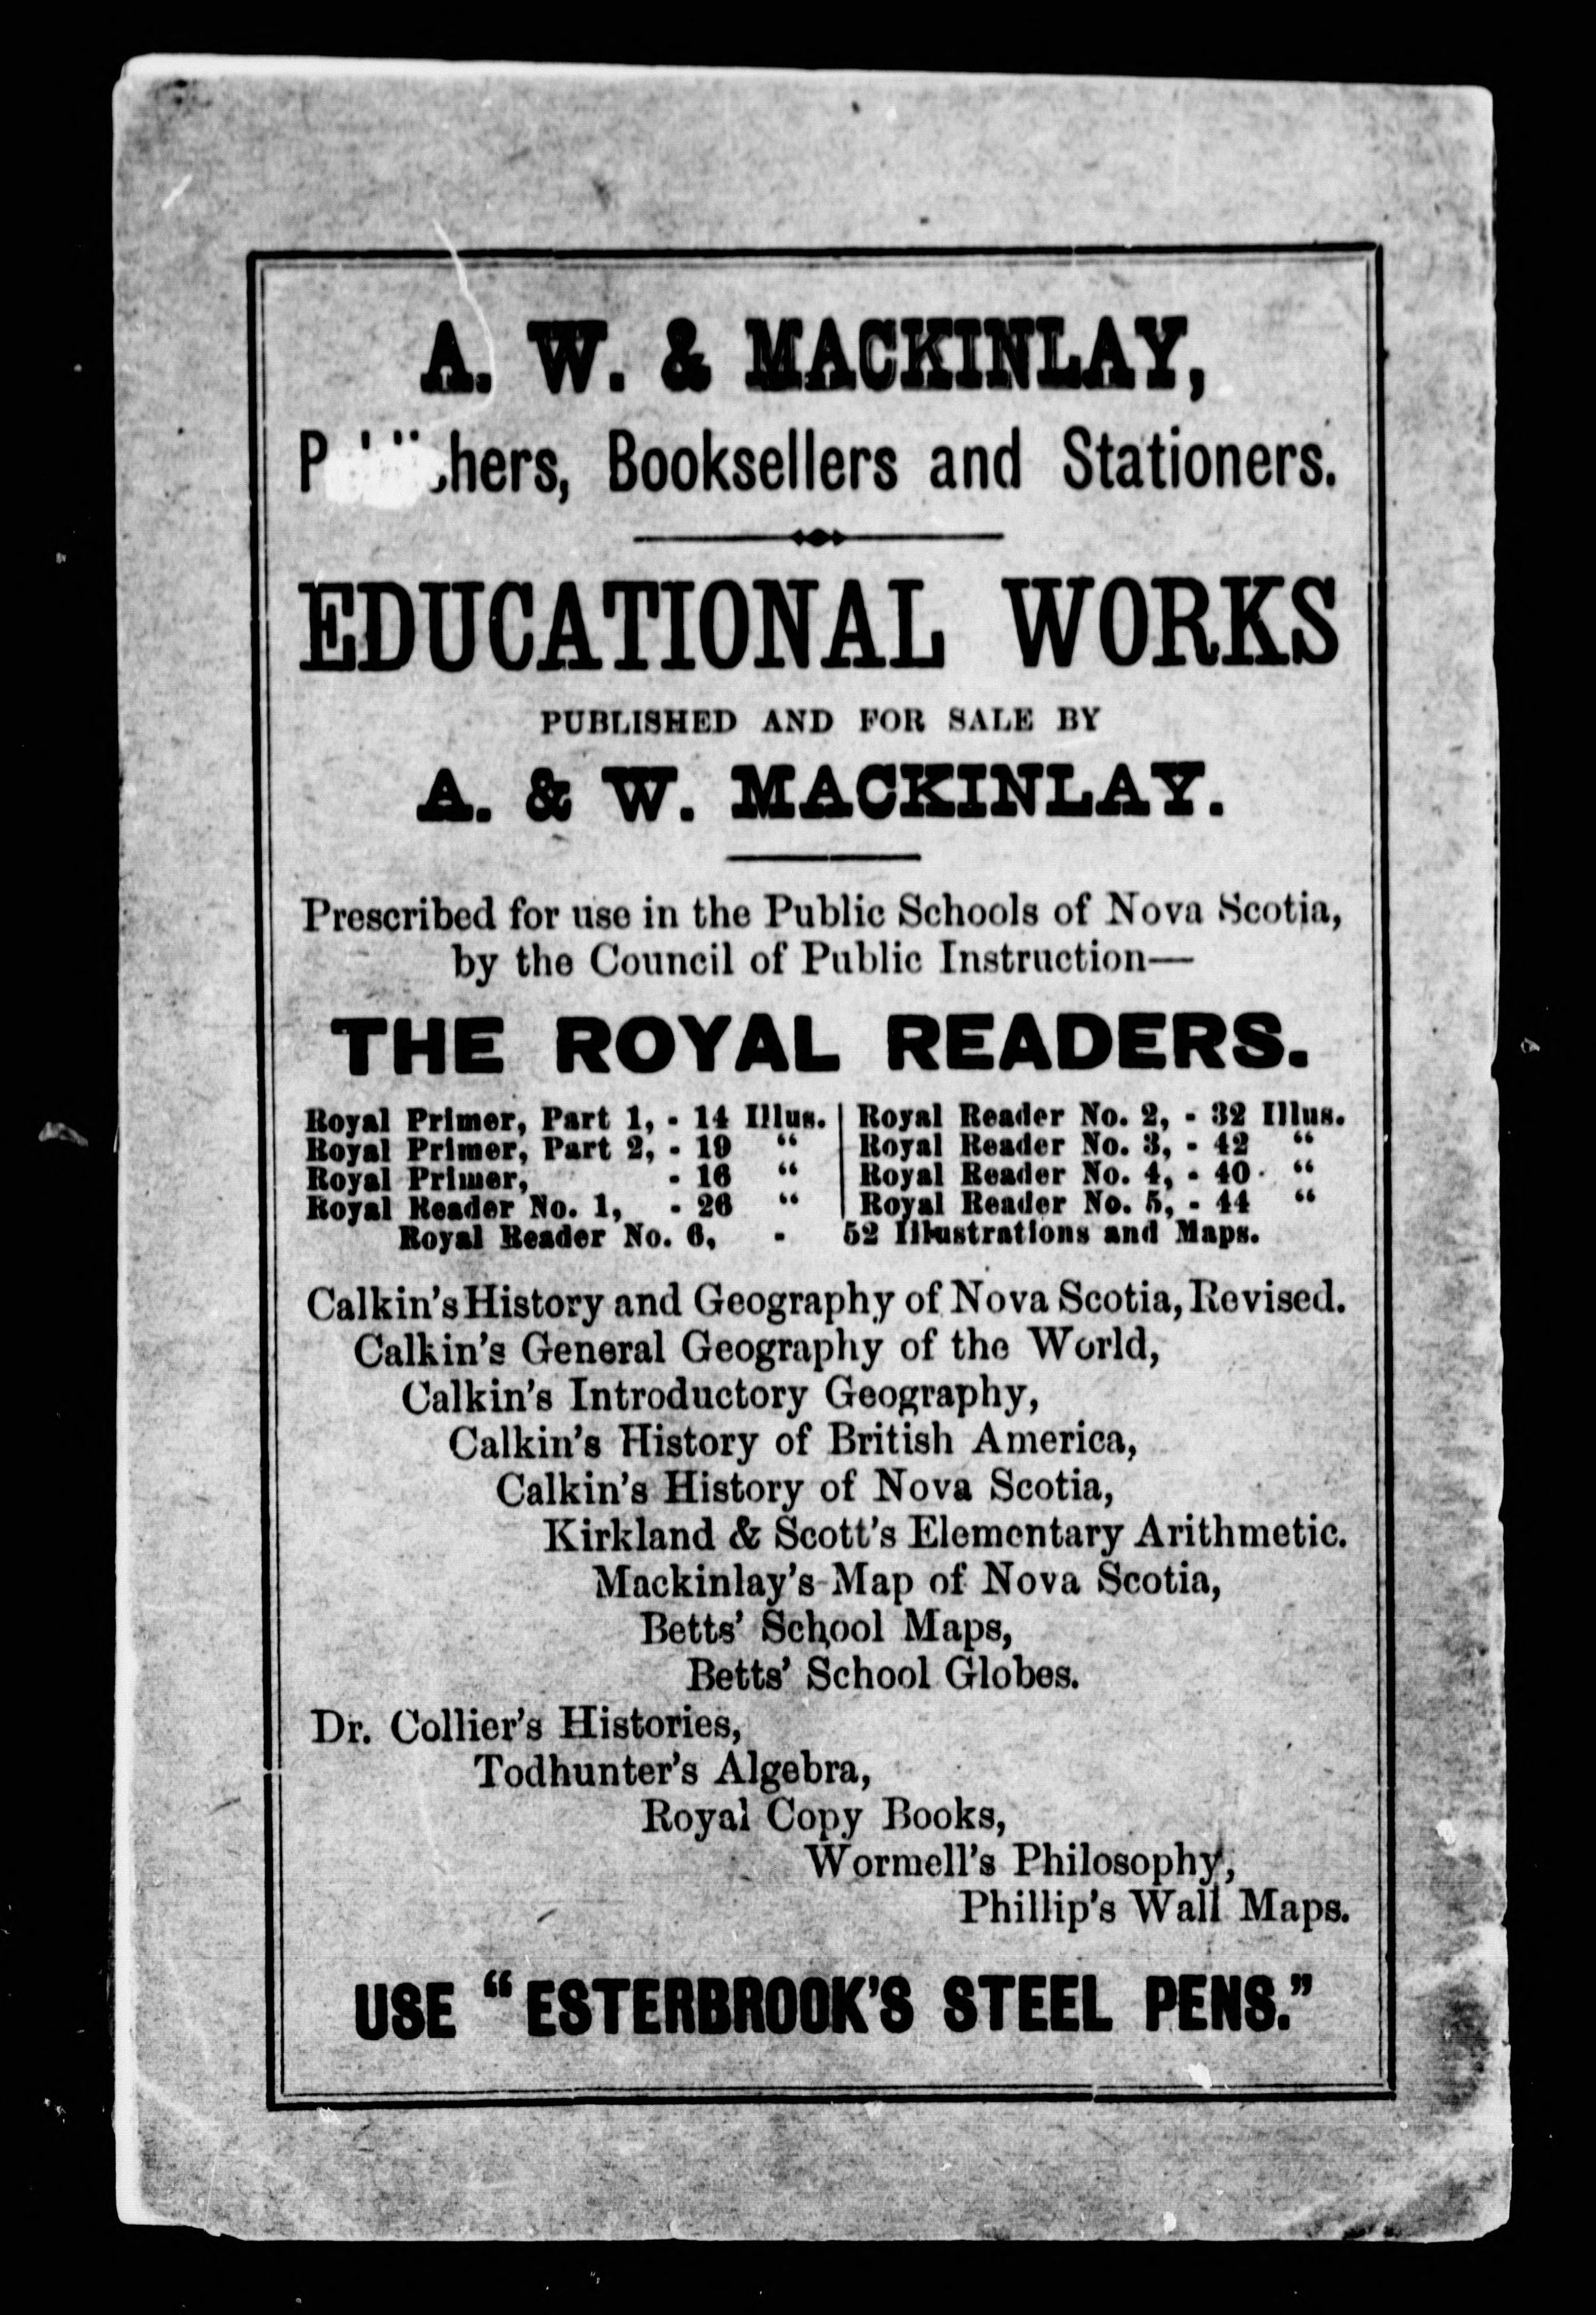 A. W. & MACKINLAY,
Booksellers and Stationers.
EDUCATIONAL WORKS
PUBLISHED AND FOR SALE BY
A. & W. MACKINLAY.
Prescribed for use in the Public Schools of Nova Scotia,
by the Council of Public Instruction—
THE ROYAL READERS.
Royal Primer, Part 1, - 14 Illus.
Royal Primer, Part 2, - 19 "
Royal Primer, - 16 "
Royal Reader No. 1, - 26 "
Royal Reader No. 2, - 32 Illus.
Royal Reader No. 3, - 42 "
Royal Reader No. 4, - 40 "
Royal Reader No. 5, - 44 "
Royal Reader No. 6, - 52 Illustrations and Maps.
Calkin's History and Geography of Nova Scotia, Revised.
Calkin's General Geography of the World,
Calkin's Introductory Geography,
Calkin's History of British America,
Calkin's History of Nova Scotia,
Kirkland & Scott's Elementary Arithmetic.
Mackinlay's Map of Nova Scotia,
Betts' School Maps,
Betts' School Globes.
Dr. Collier's Histories,
Todhunter's Algebra,
Royal Copy Books,
Wormell's Philosophy,
Phillip's Wall Maps.
USE "ESTERBROOK'S STEEL PENS."